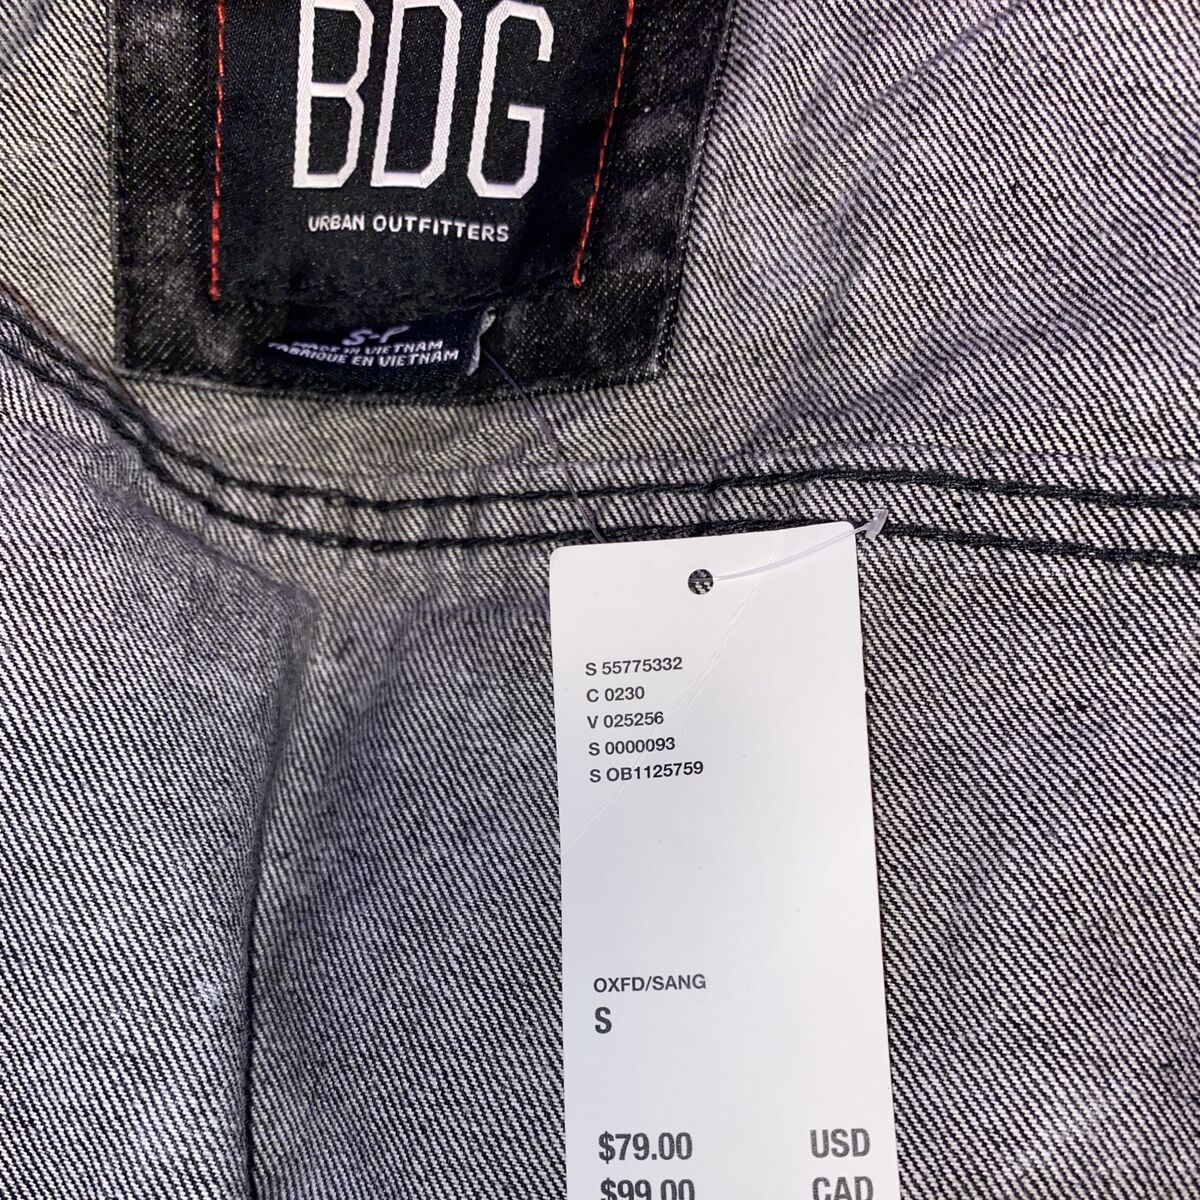 BDG
URBAN OUTFITTERS
S-P
MADE IN VIETNAM
FABRIQUÉ EN VIETNAM
S 55775332
C 0230
V 025256
S 0000093
S OB1125759
OXFD/SANG
S
$79.00 USD
$99.00 CAD